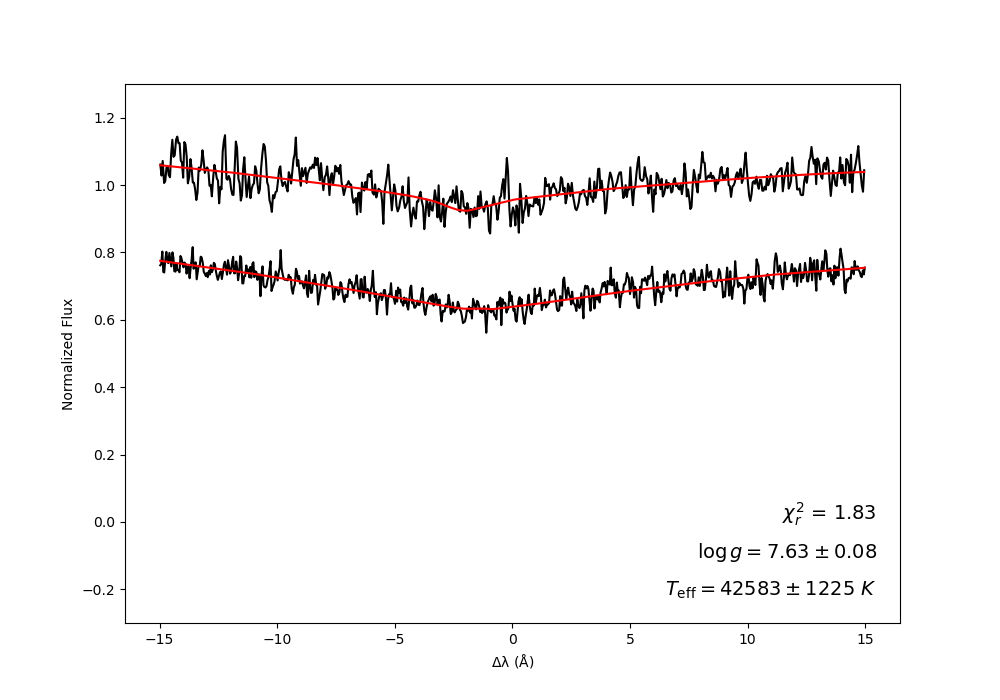 1.2
1.0
0.8
0.6
0.4
0.2
0.0
−0.2
Normalized Flux
χ²ᵣ = 1.83
log g = 7.63 ± 0.08
T_eff = 42583 ± 1225 K
−15 −10 −5 0 5 10 15
Δλ (Å)